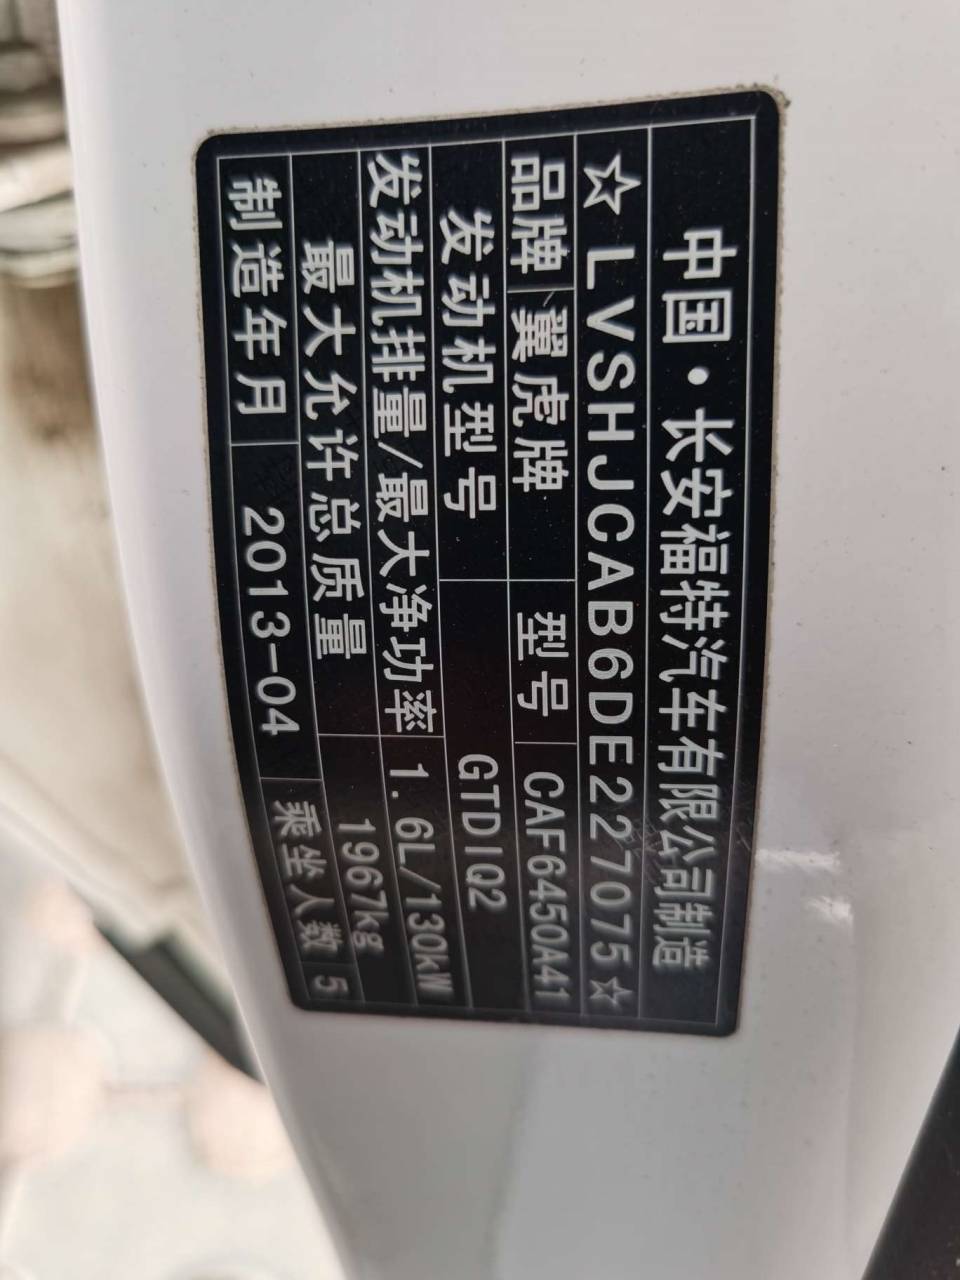 中国·长安福特汽车有限公司制造
☆LVSHJCAB6DE227075☆
品牌 翼虎牌 型号 CAF6450A41
发动机型号 GTDIQ2
发动机排量/最大净功率 1.6L/130kW
最大允许总质量 1967kg
制造年月 2013-04 乘坐人数 5